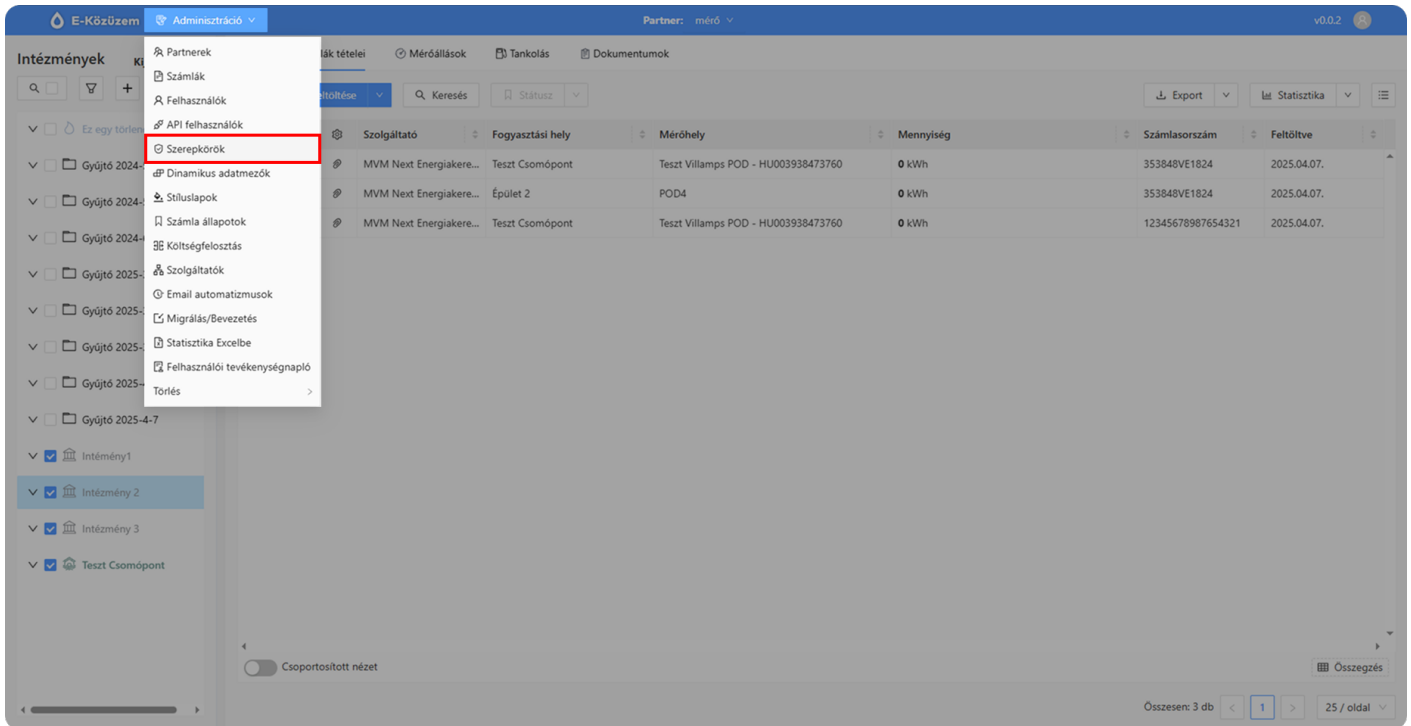 E-Közüzem
Adminisztráció
Partner: mérő
v0.0.2
Intézmények
Partnerek
Számlák
Felhasználók
API felhasználók
Szerepkörök
Dinamikus adatmezők
Stíluslapok
Számla állapotok
Költségfelosztás
Szolgáltatók
Email automatizmusok
Migrálás/Bevezetés
Statisztika Excelbe
Felhasználói tevékenységnapló
Törlés
tételei
Mérőállások
Tankolás
Dokumentumok
Keresés
Státusz
Export
Statisztika
Szolgáltató
Fogyasztási hely
Mérőhely
Mennyiség
Számlasorszám
Feltöltve
MVM Next Energiakere... Teszt Csomópont Teszt Villamps POD - HU003938473760 0 kWh 353848VE1824 2025.04.07.
MVM Next Energiakere... Épület 2 POD4 0 kWh 353848VE1824 2025.04.07.
MVM Next Energiakere... Teszt Csomópont Teszt Villamps POD - HU003938473760 0 kWh 12345678987654321 2025.04.07.
Ez egy
Gyűjtő 2024-
Gyűjtő 2024-
Gyűjtő 2024-
Gyűjtő 2025-
Gyűjtő 2025-
Gyűjtő 2025-
Gyűjtő 2025-
Gyűjtő 2025-4-7
Intémény1
Intézmény 2
Intézmény 3
Teszt Csomópont
Csoportosított nézet
Összegzés
Összesen: 3 db
1
25 / oldal